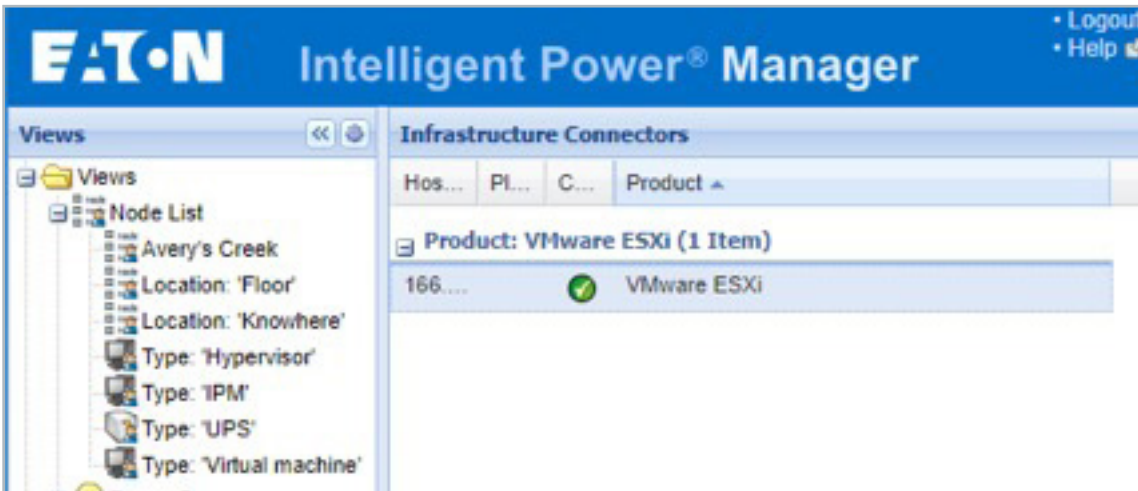 EATON
Intelligent Power® Manager
• Logout
• Help
Views
Infrastructure Connectors
Views
Node List
Avery's Creek
Location: 'Floor'
Location: 'Knowhere'
Type: 'Hypervisor'
Type: 'IPM'
Type: 'UPS'
Type: 'Virtual machine'
Hos... Pl... C... Product
Product: VMware ESXi (1 Item)
166.... VMware ESXi